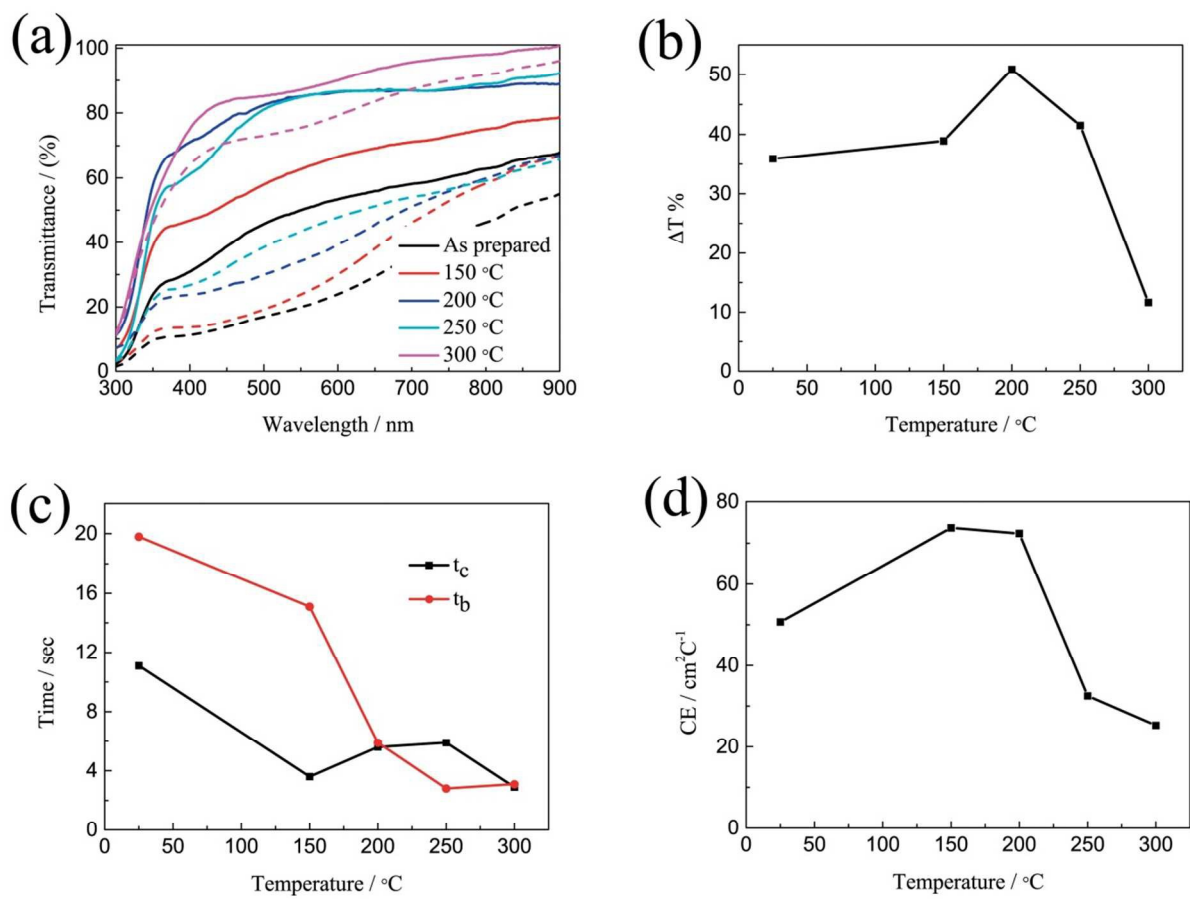 (a)
100
80
60
40
20
0
Transmittance / (%)
300 400 500 600 700 800 900
Wavelength / nm
As prepared
150 °C
200 °C
250 °C
300 °C
(b)
50
40
30
20
10
0
ΔT %
0 50 100 150 200 250 300
Temperature / °C
(c)
20
16
12
8
4
0
Time / sec
tc
tb
0 50 100 150 200 250 300
Temperature / °C
(d)
80
60
40
20
0
CE / cm²C⁻¹
0 50 100 150 200 250 300
Temperature / °C